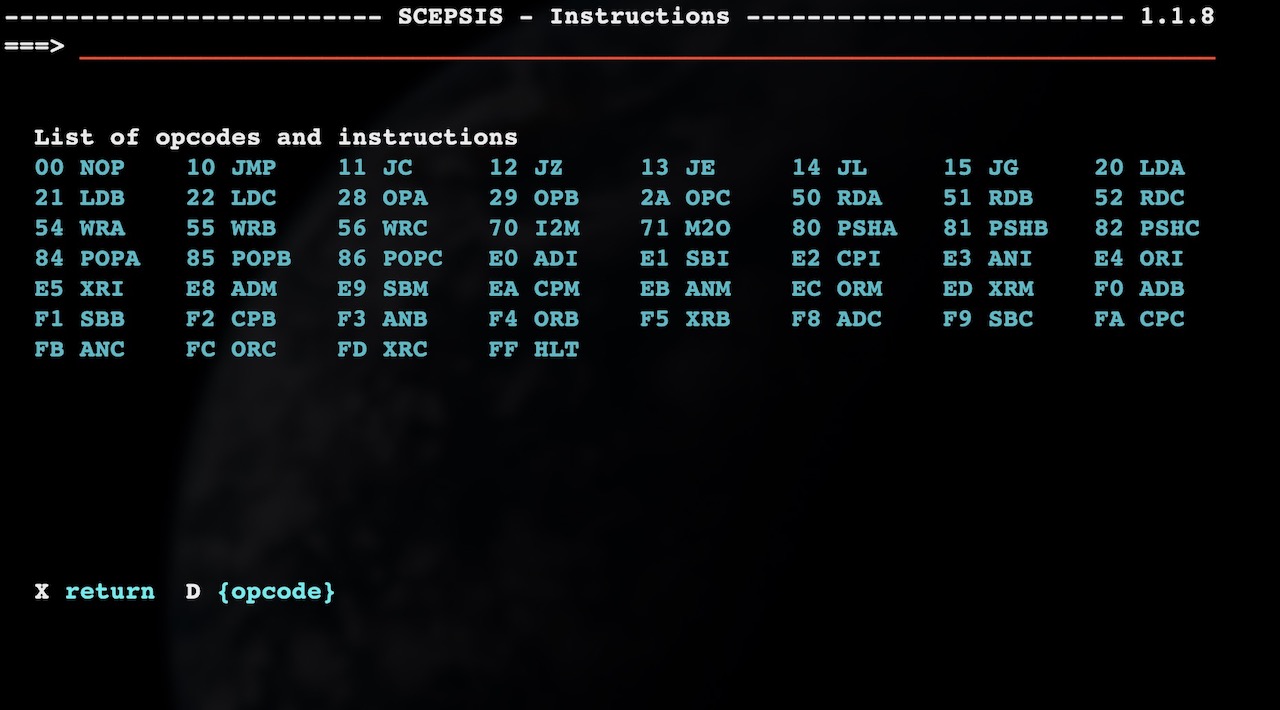 ------------------------- SCEPSIS - Instructions ------------------------- 1.1.8
===>
List of opcodes and instructions
00 NOP 10 JMP 11 JC 12 JZ 13 JE 14 JL 15 JG 20 LDA
21 LDB 22 LDC 28 OPA 29 OPB 2A OPC 50 RDA 51 RDB 52 RDC
54 WRA 55 WRB 56 WRC 70 I2M 71 M2O 80 PSHA 81 PSHB 82 PSHC
84 POPA 85 POPB 86 POPC E0 ADI E1 SBI E2 CPI E3 ANI E4 ORI
E5 XRI E8 ADM E9 SBM EA CPM EB ANM EC ORM ED XRM F0 ADB
F1 SBB F2 CPB F3 ANB F4 ORB F5 XRB F8 ADC F9 SBC FA CPC
FB ANC FC ORC FD XRC FF HLT
X return D {opcode}